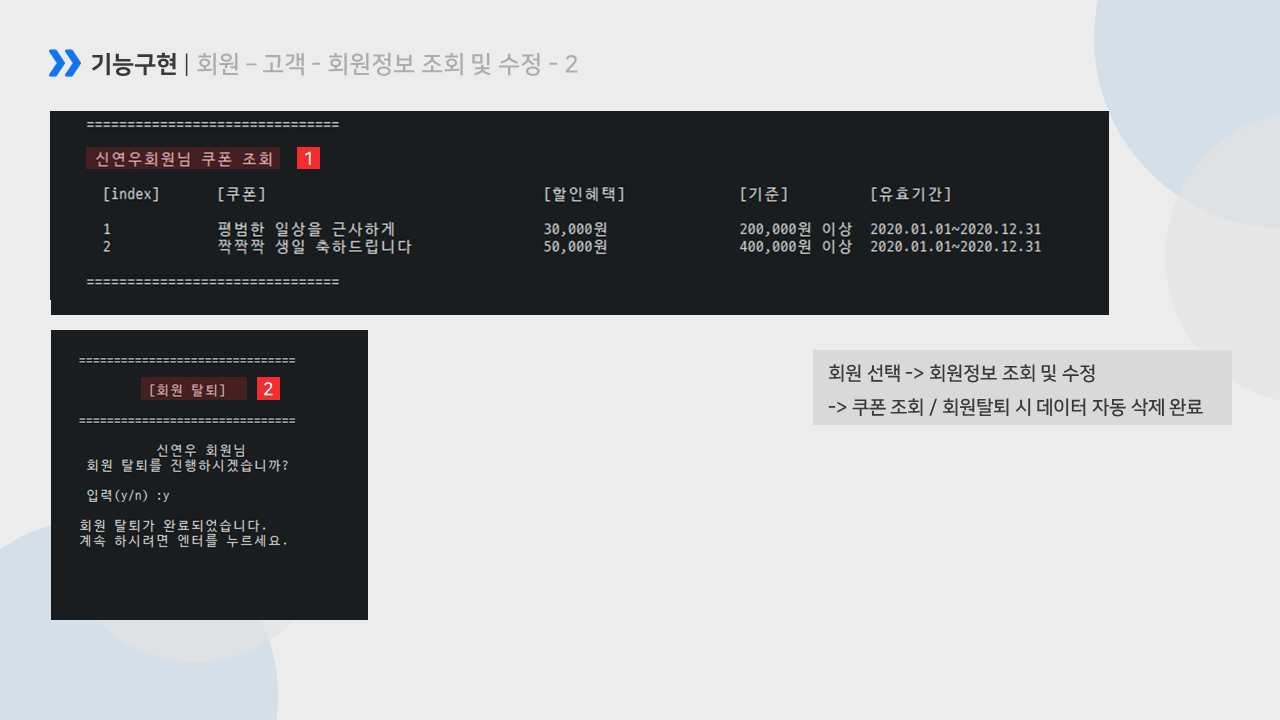 기능구현 | 회원 – 고객 - 회원정보 조회 및 수정 - 2
===============================
신연우회원님 쿠폰 조회 1
[index] [쿠폰] [할인혜택] [기준] [유효기간]
1 평범한 일상을 근사하게 30,000원 200,000원 이상 2020.01.01~2020.12.31
2 짝짝짝 생일 축하드립니다 50,000원 400,000원 이상 2020.01.01~2020.12.31
===============================
===============================
[회원 탈퇴] 2
===============================
신연우 회원님
회원 탈퇴를 진행하시겠습니까?
입력(y/n) :y
회원 탈퇴가 완료되었습니다.
계속 하시려면 엔터를 누르세요.
회원 선택 -> 회원정보 조회 및 수정
-> 쿠폰 조회 / 회원탈퇴 시 데이터 자동 삭제 완료